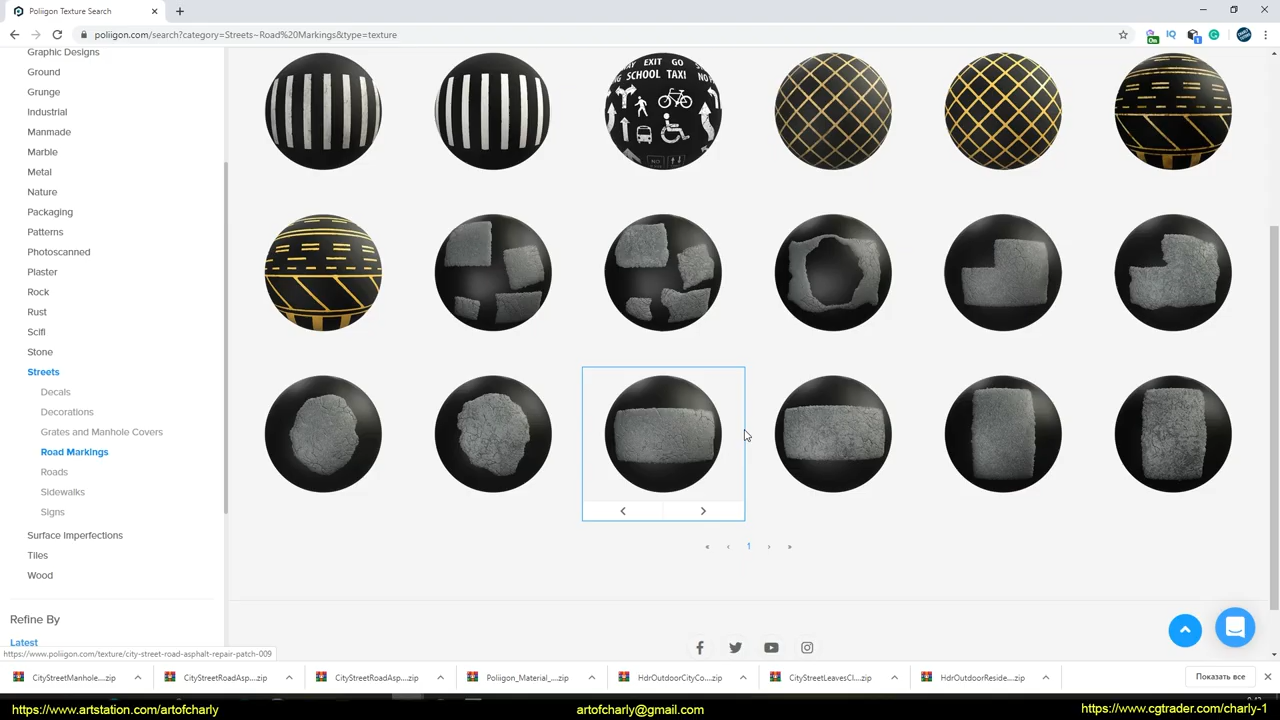 Poliigon Texture Search
poliigon.com/search?category=Streets~Road%20Markings&type=texture
On
IQ
1
Graphic Designs
Ground
Grunge
Industrial
Manmade
Marble
Metal
Nature
Packaging
Patterns
Photoscanned
Plaster
Rock
Rust
Scifi
Stone
Streets
Decals
Decorations
Grates and Manhole Covers
Road Markings
Roads
Sidewalks
Signs
Surface Imperfections
Tiles
Wood
Refine By
Latest
EXIT GO
SCHOOL TAXI
NO
« ‹ 1 › »
https://www.poliigon.com/texture/city-street-road-asphalt-repair-patch-009
CityStreetManhole....zip
CityStreetRoadAsp....zip
CityStreetRoadAsp....zip
Poliigon_Material_....zip
HdrOutdoorCityCo....zip
CityStreetLeavesCl....zip
HdrOutdoorReside....zip
Показать все
https://www.artstation.com/artofcharly
artofcharly@gmail.com
https://www.cgtrader.com/charly-1